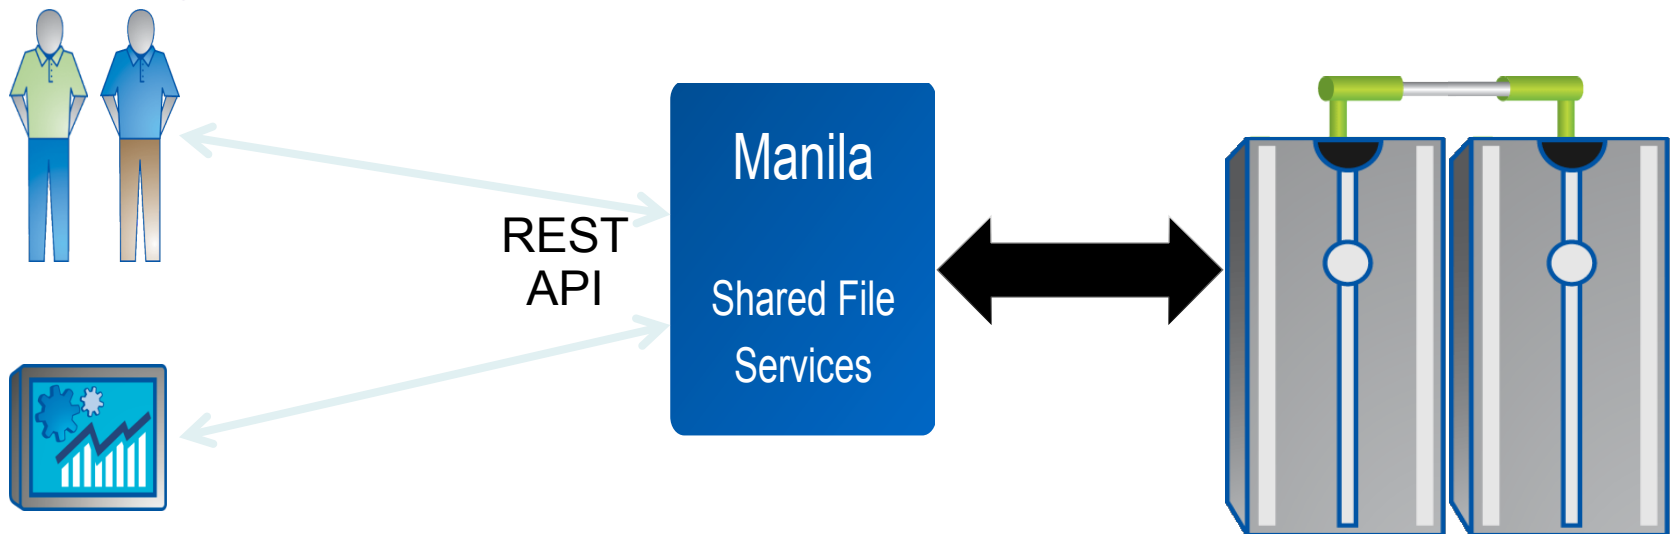 REST
API
Manila
Shared File
Services